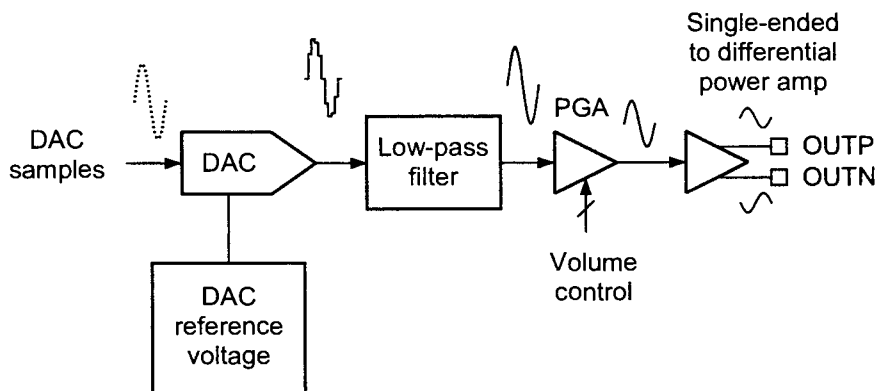 Single-ended
to differential
power amp
PGA
DAC
samples
DAC
Low-pass
filter
OUTP
OUTN
Volume
control
DAC
reference
voltage